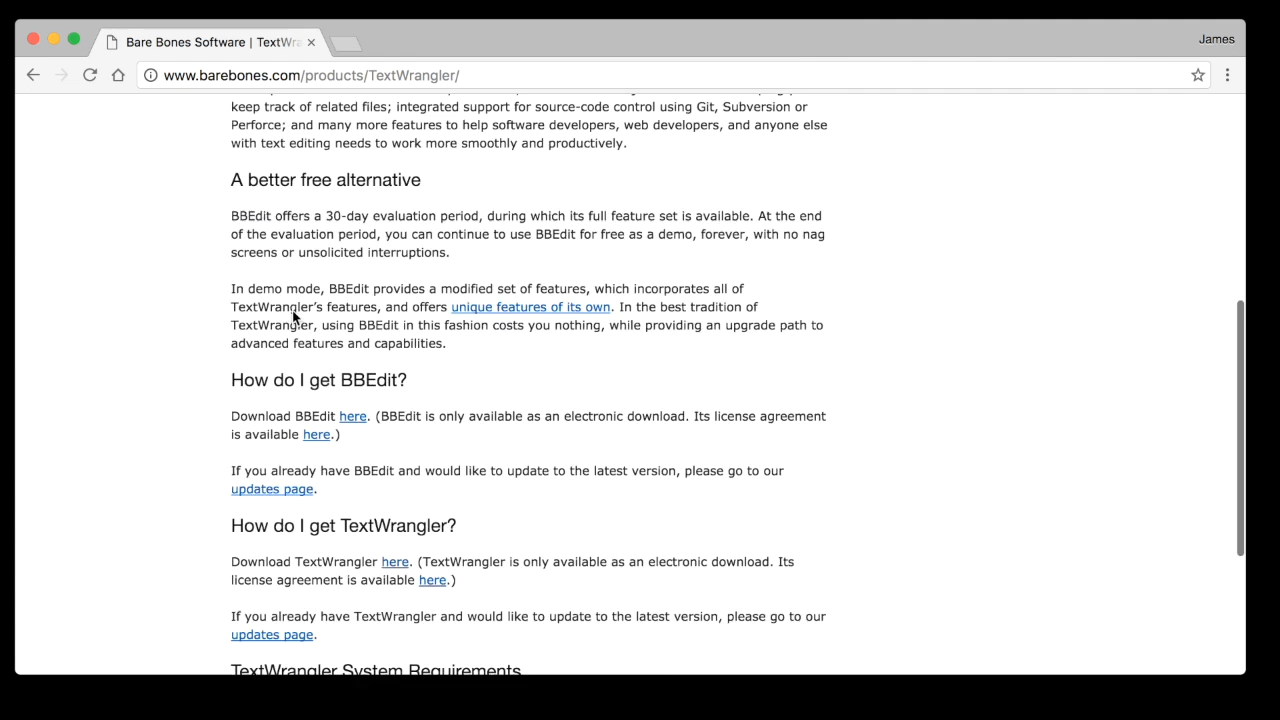 Bare Bones Software | TextWra
James
www.barebones.com/products/TextWrangler/
keep track of related files; integrated support for source-code control using Git, Subversion or
Perforce; and many more features to help software developers, web developers, and anyone else
with text editing needs to work more smoothly and productively.
A better free alternative
BBEdit offers a 30-day evaluation period, during which its full feature set is available. At the end
of the evaluation period, you can continue to use BBEdit for free as a demo, forever, with no nag
screens or unsolicited interruptions.
In demo mode, BBEdit provides a modified set of features, which incorporates all of
TextWrangler’s features, and offers unique features of its own. In the best tradition of
TextWrangler, using BBEdit in this fashion costs you nothing, while providing an upgrade path to
advanced features and capabilities.
How do I get BBEdit?
Download BBEdit here. (BBEdit is only available as an electronic download. Its license agreement
is available here.)
If you already have BBEdit and would like to update to the latest version, please go to our
updates page.
How do I get TextWrangler?
Download TextWrangler here. (TextWrangler is only available as an electronic download. Its
license agreement is available here.)
If you already have TextWrangler and would like to update to the latest version, please go to our
updates page.
TextWrangler System Requirements